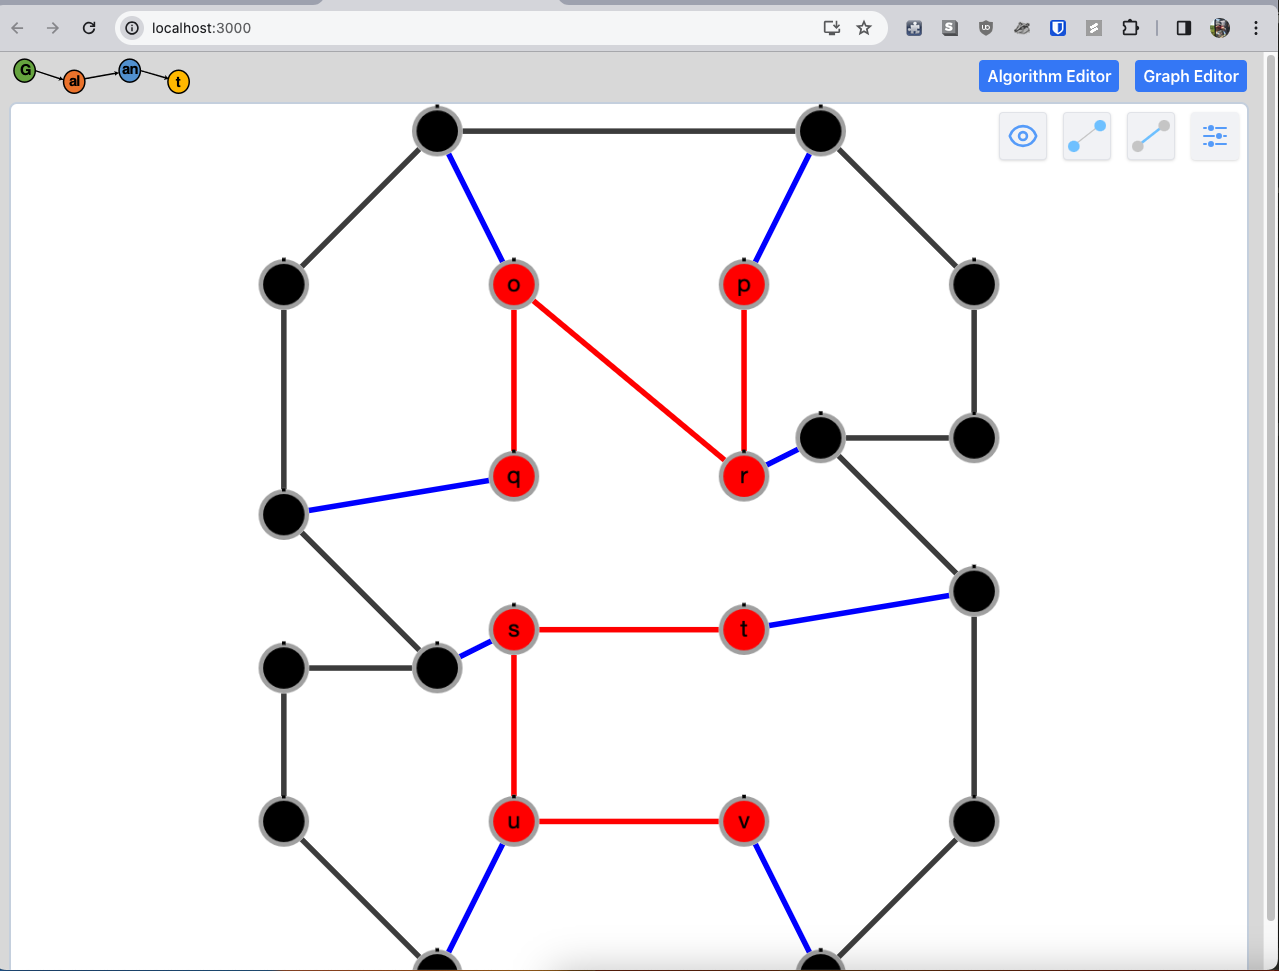 localhost:3000
G al an t
Algorithm Editor Graph Editor
o p
q r
s t
u v